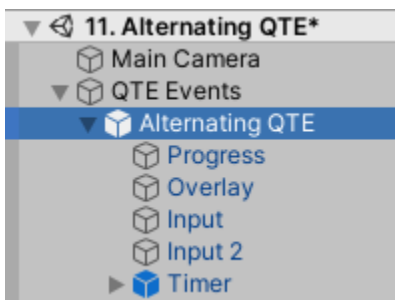 11. Alternating QTE*
Main Camera
QTE Events
Alternating QTE
Progress
Overlay
Input
Input 2
Timer